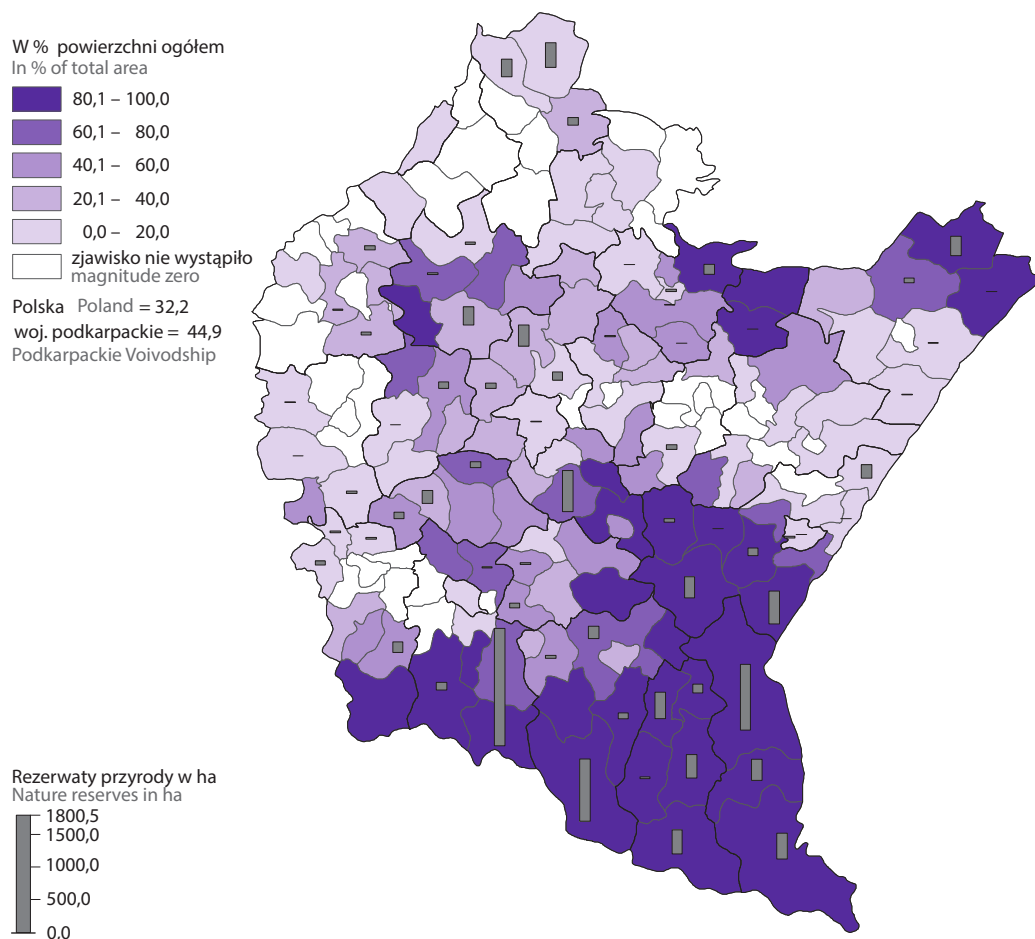 W % powierzchni ogółem
In % of total area
80,1 – 100,0
60,1 – 80,0
40,1 – 60,0
20,1 – 40,0
0,0 – 20,0
zjawisko nie wystąpiło
magnitude zero
Polska Poland = 32,2
woj. podkarpackie = 44,9
Podkarpackie Voivodship
Rezerwaty przyrody w ha
Nature reserves in ha
1800,5
1500,0
1000,0
500,0
0,0